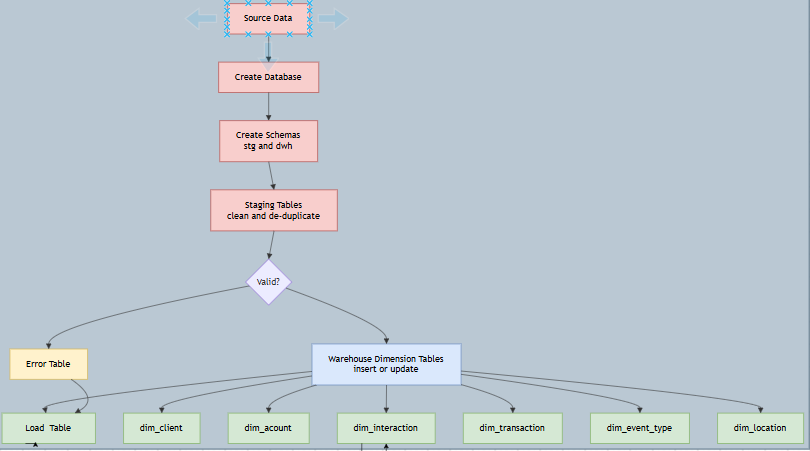 Source Data
Create Database
Create Schemas
stg and dwh
Staging Tables
clean and de-duplicate
Valid?
Error Table
Warehouse Dimension Tables
insert or update
Load Table
dim_client
dim_acount
dim_interaction
dim_transaction
dim_event_type
dim_location